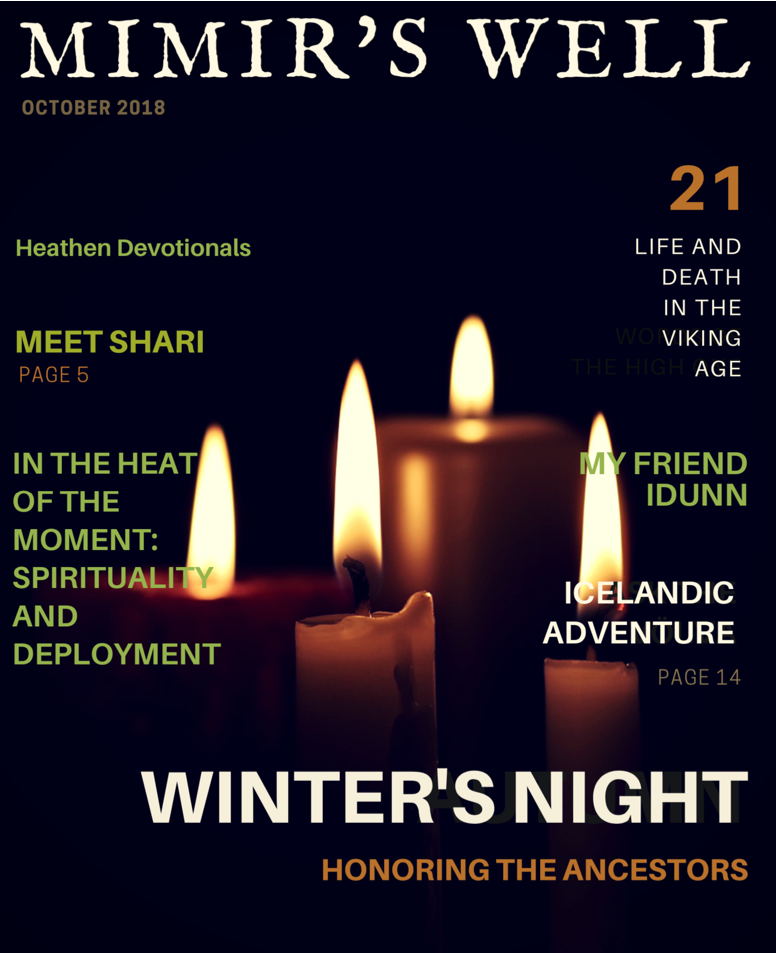 MIMIR'S WELL
OCTOBER 2018
21
LIFE AND
DEATH
IN THE
VIKING
AGE
Heathen Devotionals
MEET SHARI
PAGE 5
IN THE HEAT
OF THE
MOMENT:
SPIRITUALITY
AND
DEPLOYMENT
MY FRIEND
IDUNN
ICELANDIC
ADVENTURE
PAGE 14
WINTER'S NIGHT
HONORING THE ANCESTORS